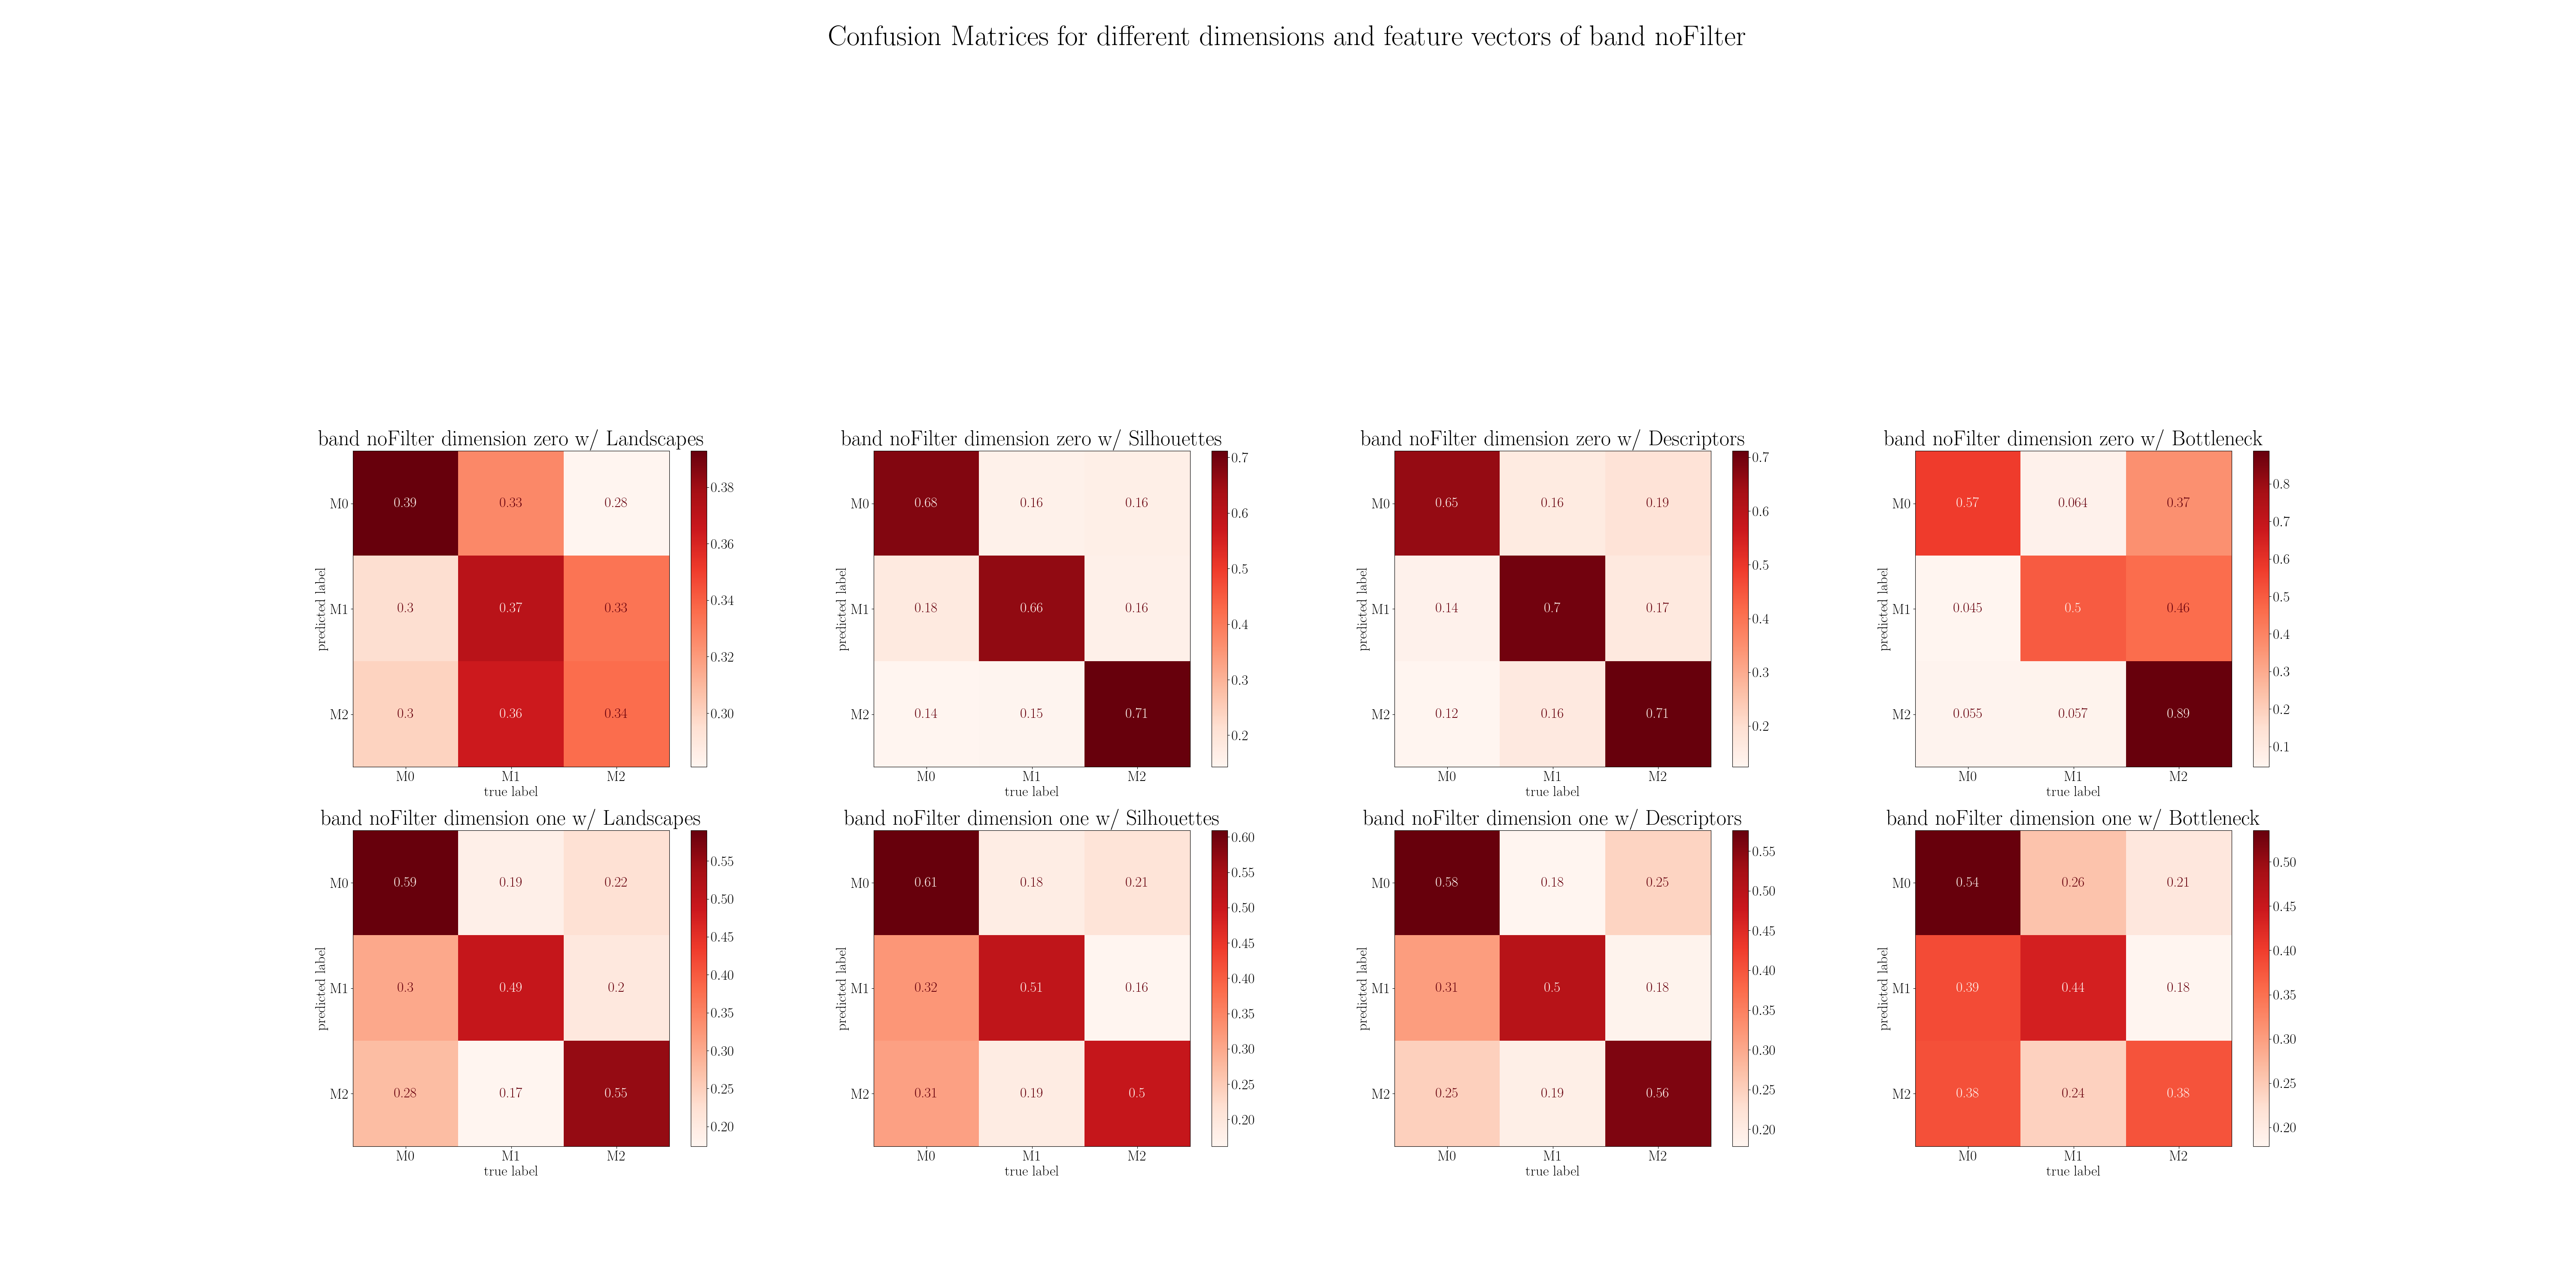 Confusion Matrices for different dimensions and feature vectors of band noFilter
band noFilter dimension zero w/ Landscapes
predicted label
M0 0.39 0.33 0.28
M1 0.3 0.37 0.33
M2 0.3 0.36 0.34
M0 M1 M2
true label
0.38
0.36
0.34
0.32
0.30
band noFilter dimension zero w/ Silhouettes
predicted label
M0 0.68 0.16 0.16
M1 0.18 0.66 0.16
M2 0.14 0.15 0.71
M0 M1 M2
true label
0.7
0.6
0.5
0.4
0.3
0.2
band noFilter dimension zero w/ Descriptors
predicted label
M0 0.65 0.16 0.19
M1 0.14 0.7 0.17
M2 0.12 0.16 0.71
M0 M1 M2
true label
0.7
0.6
0.5
0.4
0.3
0.2
band noFilter dimension zero w/ Bottleneck
predicted label
M0 0.57 0.064 0.37
M1 0.045 0.5 0.46
M2 0.055 0.057 0.89
M0 M1 M2
true label
0.8
0.7
0.6
0.5
0.4
0.3
0.2
0.1
band noFilter dimension one w/ Landscapes
predicted label
M0 0.59 0.19 0.22
M1 0.3 0.49 0.2
M2 0.28 0.17 0.55
M0 M1 M2
true label
0.55
0.50
0.45
0.40
0.35
0.30
0.25
0.20
band noFilter dimension one w/ Silhouettes
predicted label
M0 0.61 0.18 0.21
M1 0.32 0.51 0.16
M2 0.31 0.19 0.5
M0 M1 M2
true label
0.60
0.55
0.50
0.45
0.40
0.35
0.30
0.25
0.20
band noFilter dimension one w/ Descriptors
predicted label
M0 0.58 0.18 0.25
M1 0.31 0.5 0.18
M2 0.25 0.19 0.56
M0 M1 M2
true label
0.55
0.50
0.45
0.40
0.35
0.30
0.25
0.20
band noFilter dimension one w/ Bottleneck
predicted label
M0 0.54 0.26 0.21
M1 0.39 0.44 0.18
M2 0.38 0.24 0.38
M0 M1 M2
true label
0.50
0.45
0.40
0.35
0.30
0.25
0.20